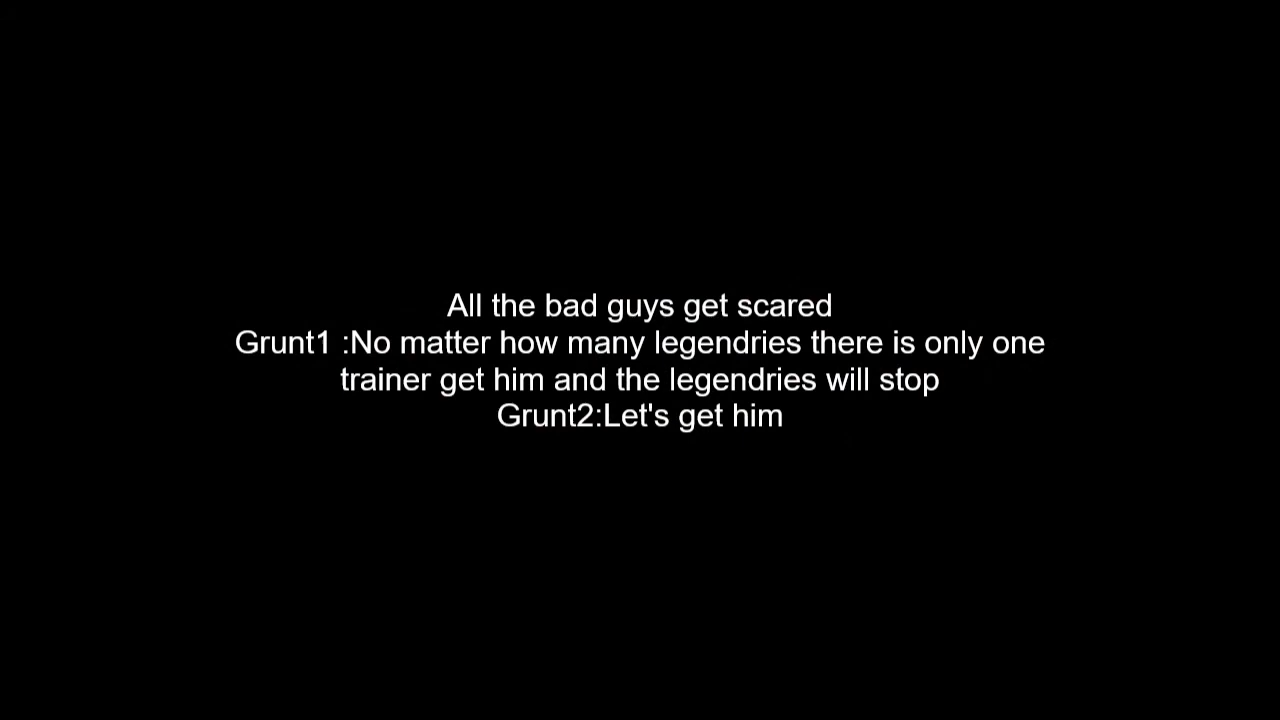 All the bad guys get scared
Grunt1 :No matter how many legendries there is only one
trainer get him and the legendries will stop
Grunt2:Let's get him